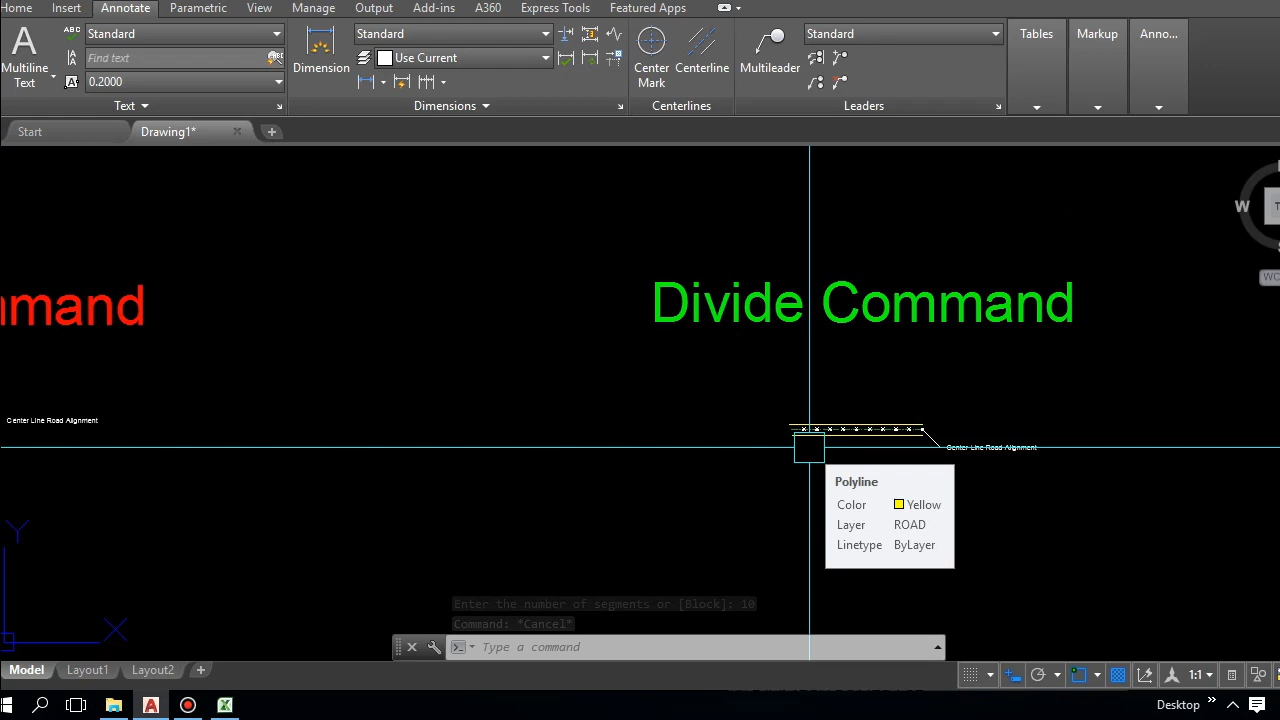 Home Insert Annotate Parametric View Manage Output Add-ins A360 Express Tools Featured Apps
A ABC Standard Standard Standard Tables Markup Anno...
Multiline Text Find text Dimension Use Current Center Mark Centerline Multileader
0.2000
Text Dimensions Centerlines Leaders
Start Drawing1*
W
Divide Command
mmand
Center Line Road Alignment
Center Line Road Alignment
Polyline
Color Yellow
Layer ROAD
Linetype ByLayer
Y
X
Enter the number of segments or [Block]: 10
Command: *Cancel*
Type a command
Model Layout1 Layout2
1:1
Desktop